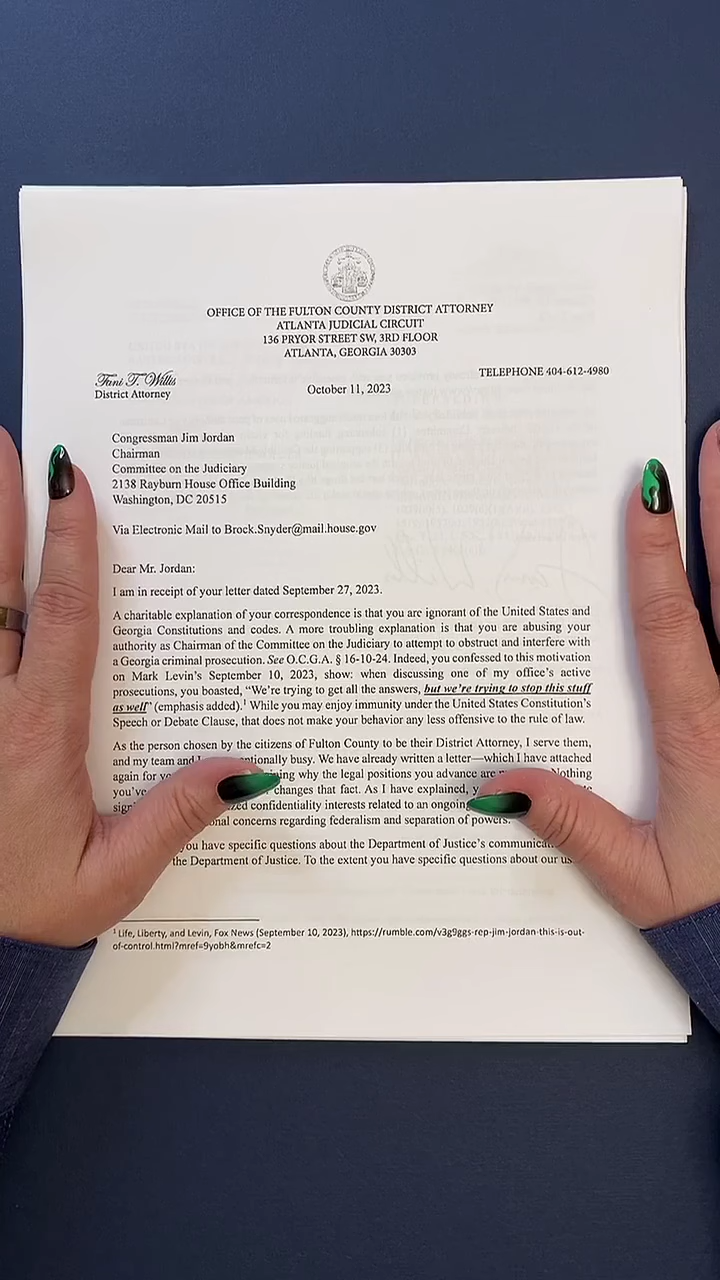 OFFICE OF THE FULTON COUNTY DISTRICT ATTORNEY
ATLANTA JUDICIAL CIRCUIT
136 PRYOR STREET SW, 3RD FLOOR
ATLANTA, GEORGIA 30303
Fani T. Willis
District Attorney
TELEPHONE 404-612-4980
October 11, 2023
Congressman Jim Jordan
Chairman
Committee on the Judiciary
2138 Rayburn House Office Building
Washington, DC 20515
Via Electronic Mail to Brock.Snyder@mail.house.gov
Dear Mr. Jordan:
I am in receipt of your letter dated September 27, 2023.
A charitable explanation of your correspondence is that you are ignorant of the United States and
Georgia Constitutions and codes. A more troubling explanation is that you are abusing your
authority as Chairman of the Committee on the Judiciary to attempt to obstruct and interfere with
a Georgia criminal prosecution. See O.C.G.A. § 16-10-24. Indeed, you confessed to this motivation
on Mark Levin's September 10, 2023, show: when discussing one of my office's active
prosecutions, you boasted, "We're trying to get all the answers, but we're trying to stop this stuff
as well" (emphasis added).¹ While you may enjoy immunity under the United States Constitution's
Speech or Debate Clause, that does not make your behavior any less offensive to the rule of law.
As the person chosen by the citizens of Fulton County to be their District Attorney, I serve them,
and my team and busy. We have already written a letter—which I have attached
again for why the legal positions you advance are Nothing
you've changes that fact. As I have explained,
confidentiality interests related to an ongoing
concerns regarding federalism and separation of powers.
you have specific questions about the Department of Justice's
the Department of Justice. To the extent you have specific questions about our
¹ Life, Liberty, and Levin, Fox News (September 10, 2023), https://rumble.com/v3g9ggs-rep-jim-jordan-this-is-out-
of-control.html?mref=9yobh&mrefc=2